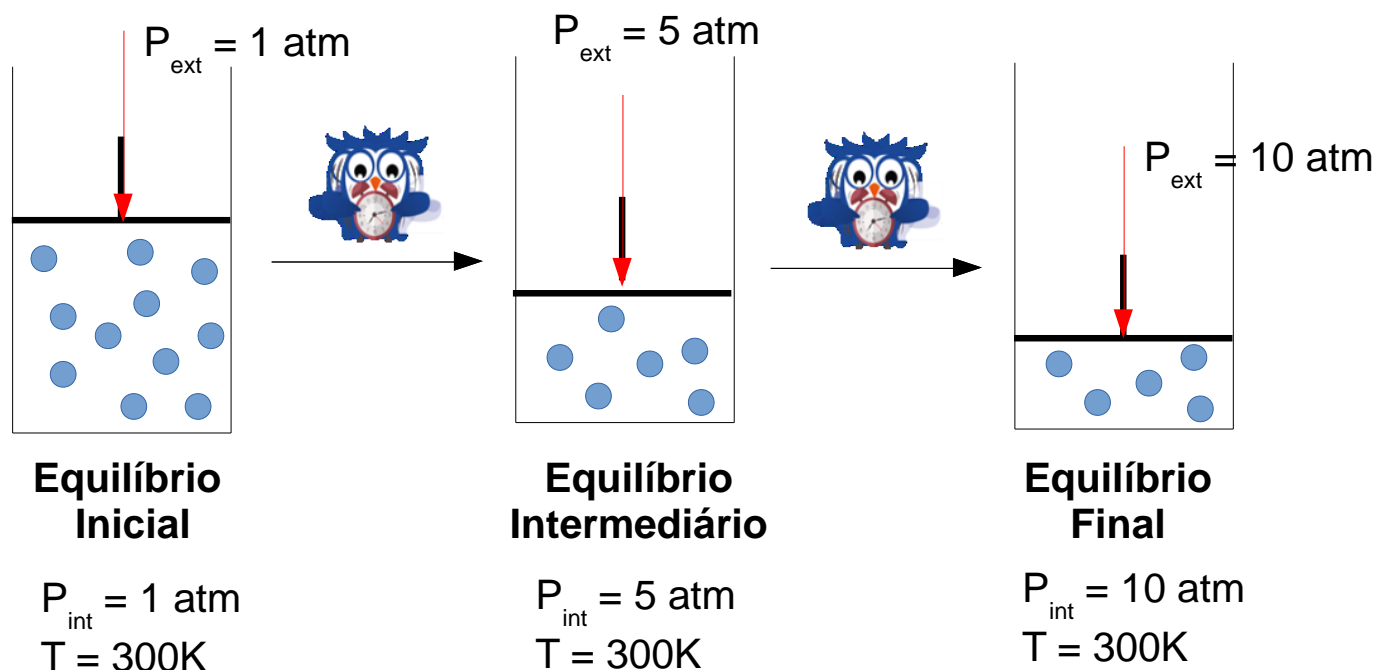 P_ext = 1 atm
P_ext = 5 atm
P_ext = 10 atm
Equilíbrio
Inicial
P_int = 1 atm
T = 300K
Equilíbrio
Intermediário
P_int = 5 atm
T = 300K
Equilíbrio
Final
P_int = 10 atm
T = 300K